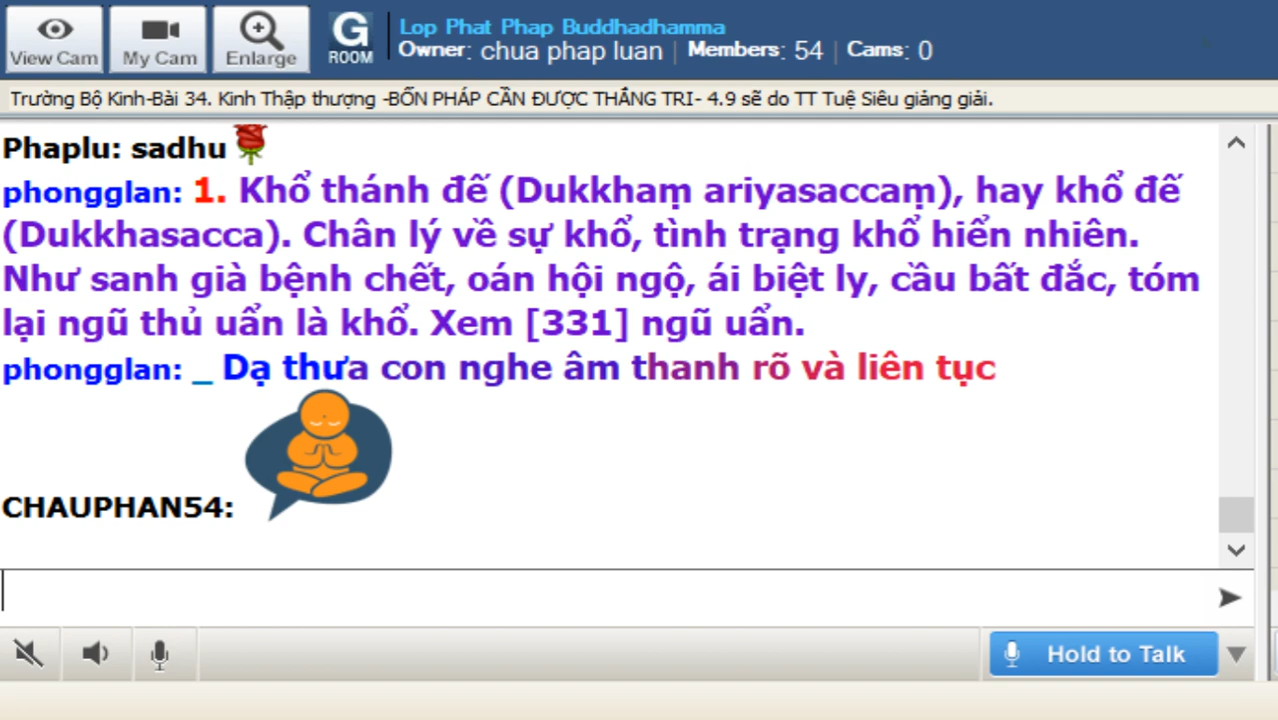 View Cam
My Cam
Enlarge
G
ROOM
Lop Phat Phap Buddhadhamma
Owner: chua phap luan | Members: 54 | Cams: 0
Trường Bộ Kinh-Bài 34. Kinh Thập thượng -BỐN PHÁP CẦN ĐƯỢC THẮNG TRI- 4.9 sẽ do TT Tuệ Siêu giảng giải.
Phaplu: sadhu
phongglan: 1. Khổ thánh đế (Dukkhaṃ ariyasaccaṃ), hay khổ đế
(Dukkhasacca). Chân lý về sự khổ, tình trạng khổ hiển nhiên.
Như sanh già bệnh chết, oán hội ngộ, ái biệt ly, cầu bất đắc, tóm
lại ngũ thủ uẩn là khổ. Xem [331] ngũ uẩn.
phongglan: _ Dạ thưa con nghe âm thanh rõ và liên tục
CHAUPHAN54:
Hold to Talk